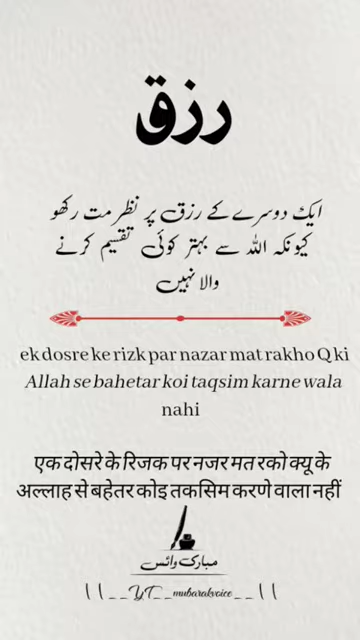 رزق
ایک دوسرے کے رزق پر نظر مت رکھو
کیونکہ اللہ سے بہتر کوئی تقسیم کرنے
والا نہیں
ek dosre ke rizk par nazar mat rakho Q ki
Allah se bahetar koi taqsim karne wala
nahi
एक दोसरे के रिजक पर नजर मत रको क्यू के
अल्लाह से बहेतर कोइ तकसिम करणे वाला नहीं
مبارک وائس
\ \ _ _ YT _ _ mubarakvoice _ _ \ \